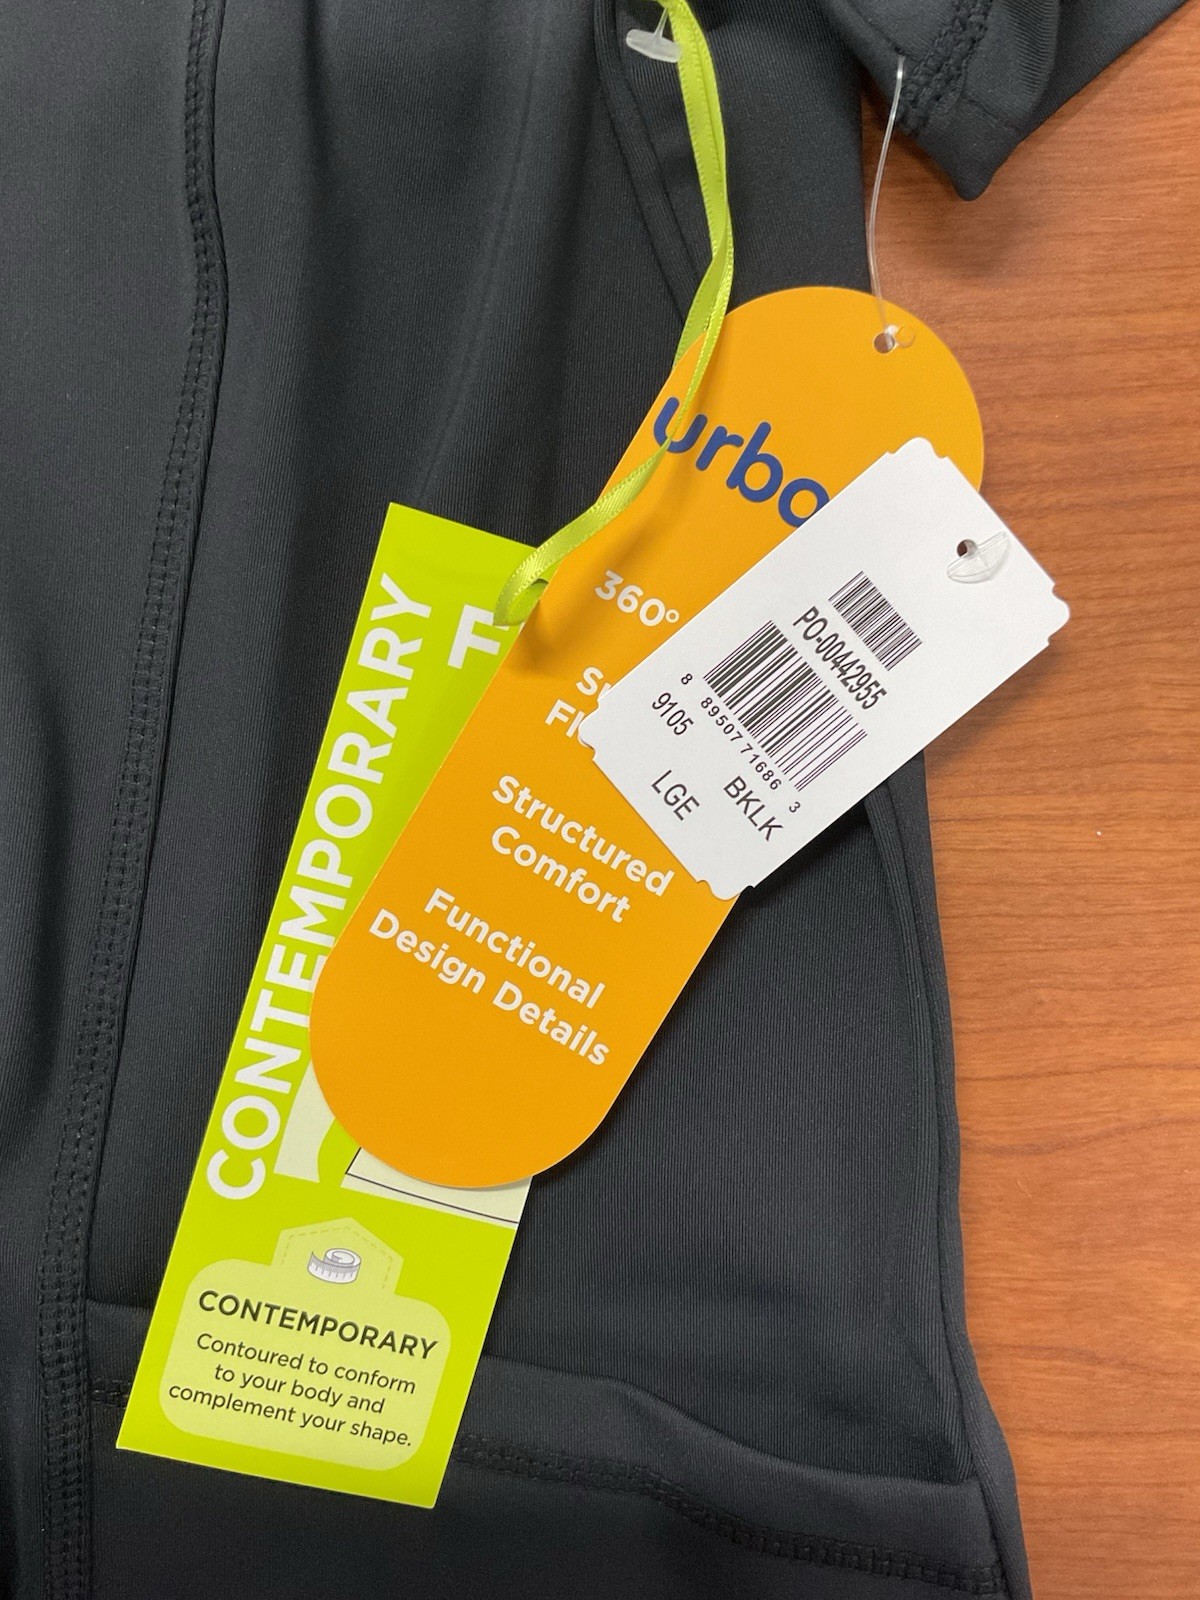 urbo
360°
Structured
Comfort
Functional
Design Details
PO-00442955
8 89507 71686 3
9105
LGE BKLK
CONTEMPORARY
CONTEMPORARY
Contoured to conform
to your body and
complement your shape.